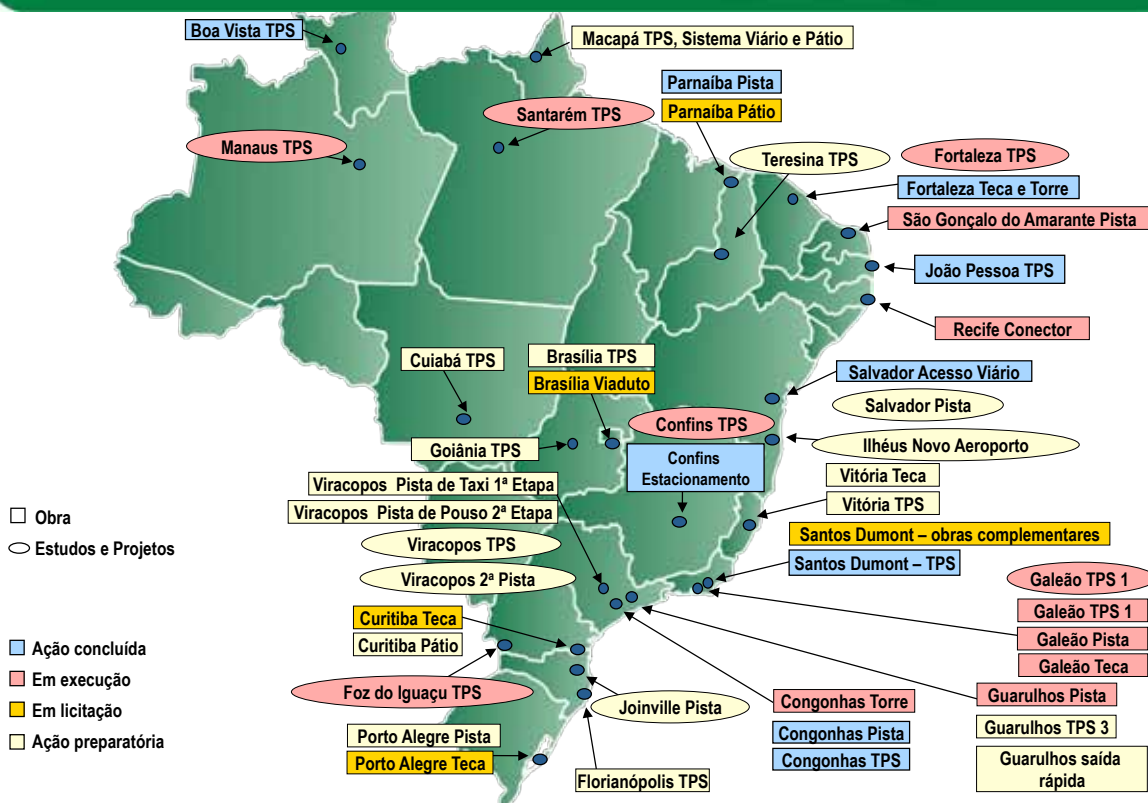 Boa Vista TPS
Macapá TPS, Sistema Viário e Pátio
Parnaíba Pista
Parnaíba Pátio
Santarém TPS
Manaus TPS
Teresina TPS
Fortaleza TPS
Fortaleza Teca e Torre
São Gonçalo do Amarante Pista
João Pessoa TPS
Recife Conector
Cuiabá TPS
Brasília TPS
Brasília Viaduto
Salvador Acesso Viário
Salvador Pista
Confins TPS
Goiânia TPS
Ilhéus Novo Aeroporto
Confins
Estacionamento
Vitória Teca
Vitória TPS
Viracopos Pista de Taxi 1ª Etapa
Viracopos Pista de Pouso 2ª Etapa
Viracopos TPS
Viracopos 2ª Pista
Santos Dumont – obras complementares
Santos Dumont – TPS
Galeão TPS 1
Galeão TPS 1
Galeão Pista
Galeão Teca
Curitiba Teca
Curitiba Pátio
Foz do Iguaçu TPS
Joinville Pista
Congonhas Torre
Congonhas Pista
Congonhas TPS
Guarulhos Pista
Guarulhos TPS 3
Guarulhos saída
rápida
Porto Alegre Pista
Porto Alegre Teca
Florianópolis TPS
Obra
Estudos e Projetos
Ação concluída
Em execução
Em licitação
Ação preparatória